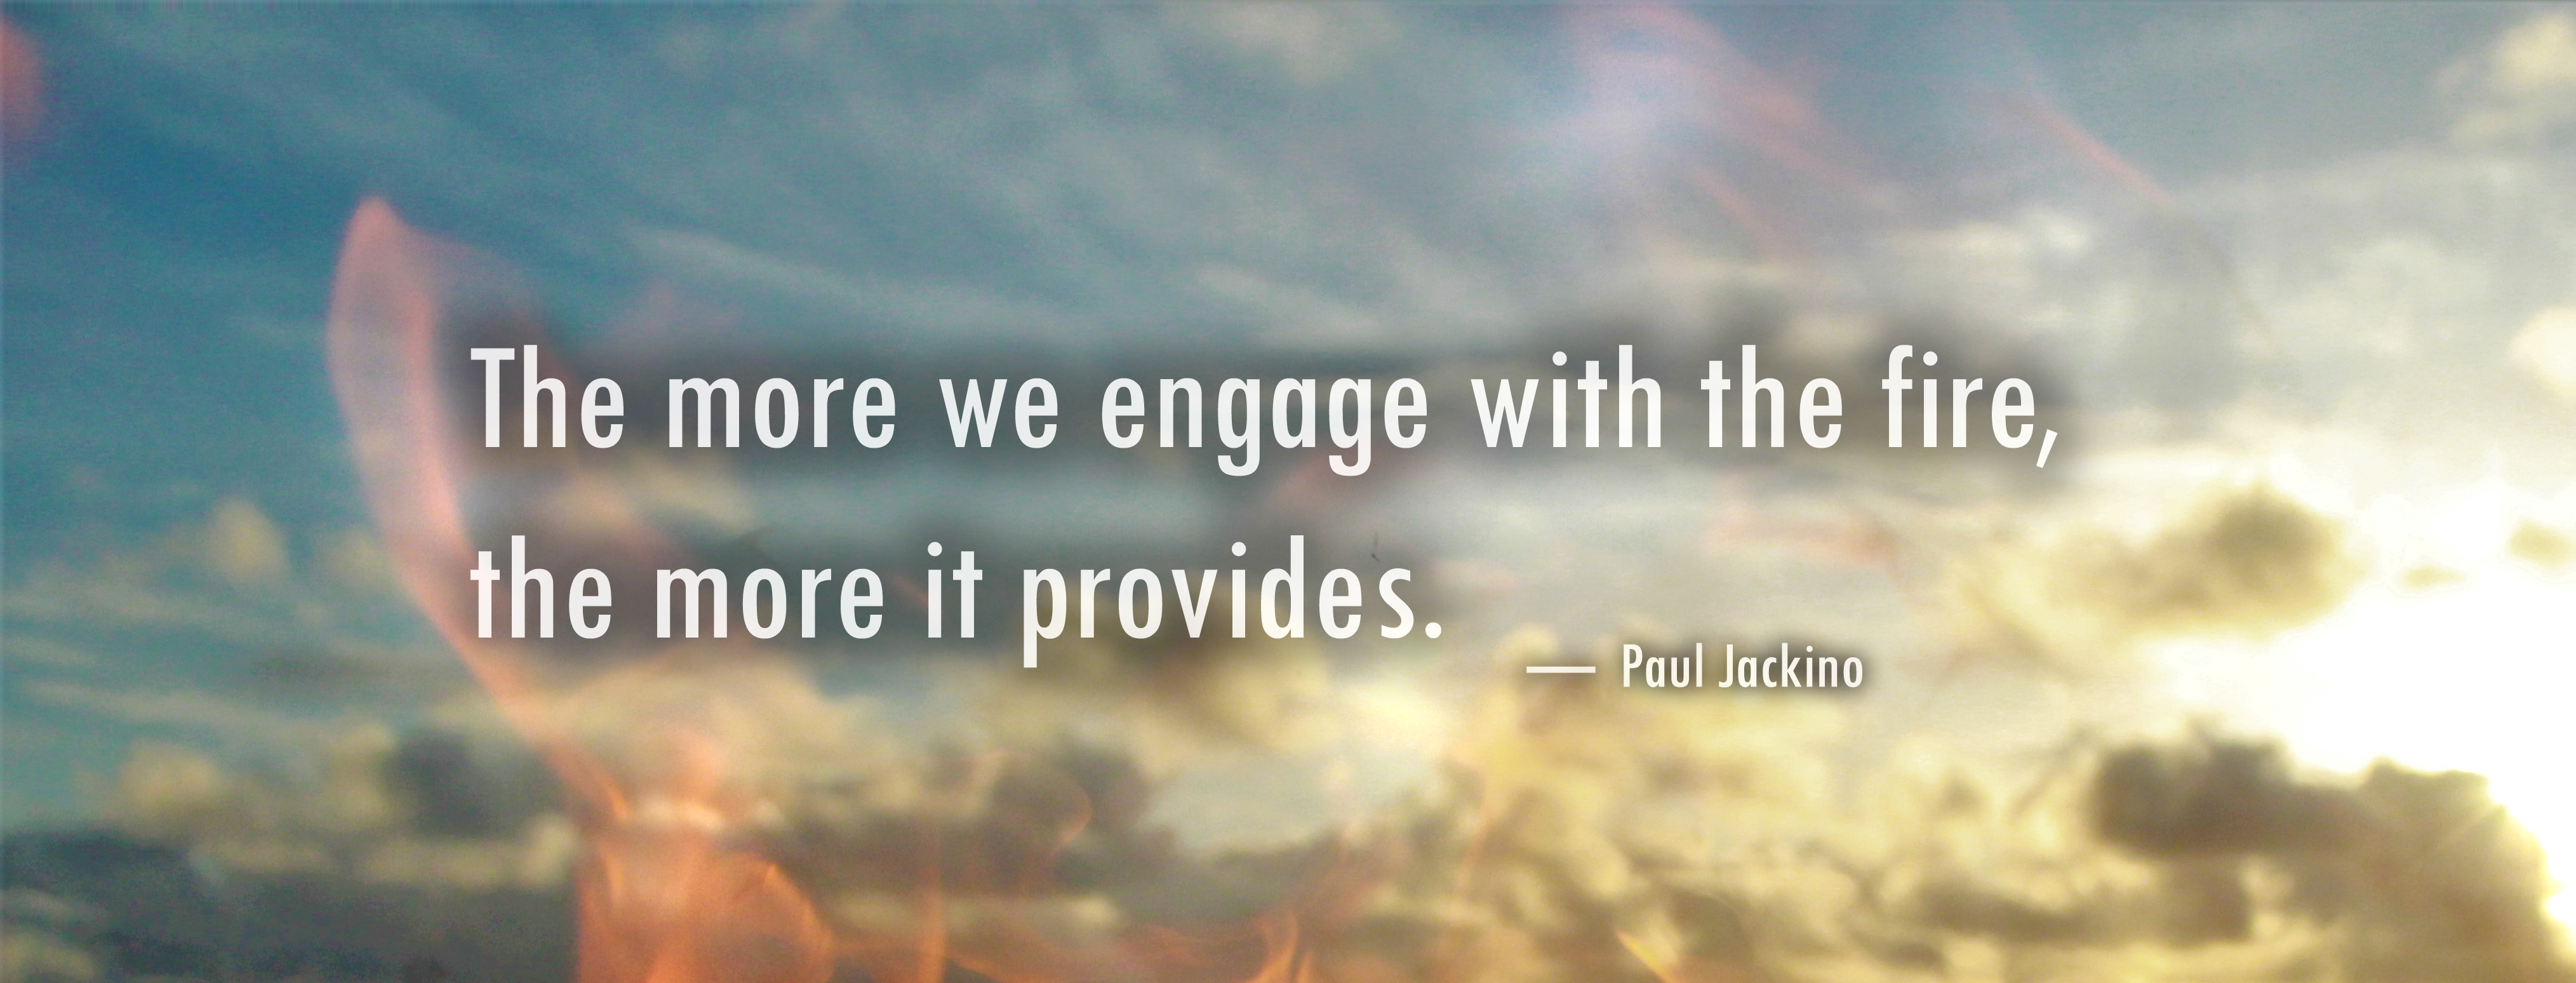 The more we engage with the fire,
the more it provides.
— Paul Jackino